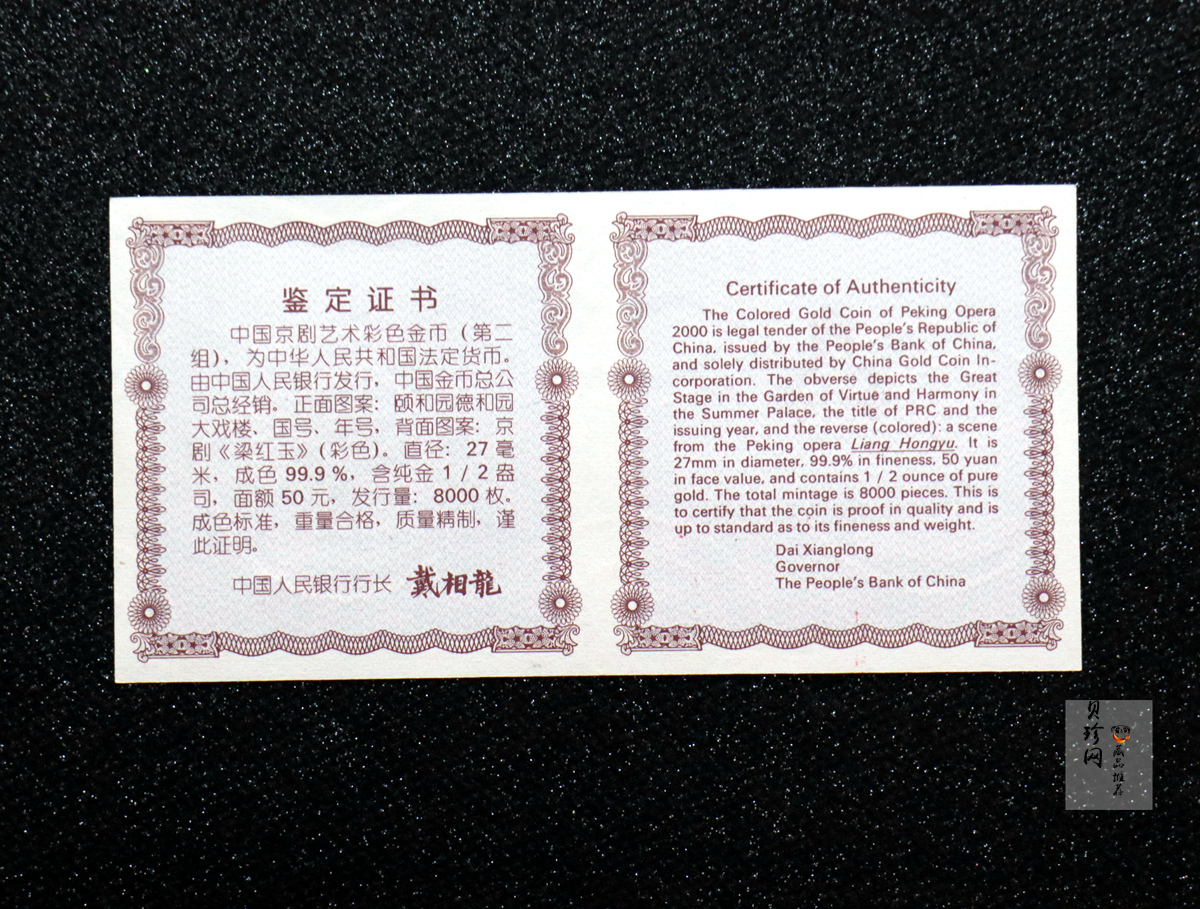 鉴定证书
中国京剧艺术彩色金币（第二
组），为中华人民共和国法定货币。
由中国人民银行发行，中国金币总公
司总经销。正面图案：颐和园德和园
大戏楼、国号、年号，背面图案：京
剧《梁红玉》（彩色）。直径：27毫
米，成色99.9%，含纯金1/2盎
司，面额50元，发行量：8000枚。
成色标准，重量合格，质量精制，谨
此证明。
中国人民银行行长 戴相龍
Certificate of Authenticity
The Colored Gold Coin of Peking Opera
2000 is legal tender of the People's Republic of
China, issued by the People's Bank of China,
and solely distributed by China Gold Coin In-
corporation. The obverse depicts the Great
Stage in the Garden of Virtue and Harmony in
the Summer Palace, the title of PRC and the
issuing year, and the reverse (colored): a scene
from the Peking opera Liang Hongyu. It is
27mm in diameter, 99.9% in fineness, 50 yuan
in face value, and contains 1 / 2 ounce of pure
gold. The total mintage is 8000 pieces. This is
to certify that the coin is proof in quality and is
up to standard as to its fineness and weight.
Dai Xianglong
Governor
The People's Bank of China
贝珍网
藏品推荐